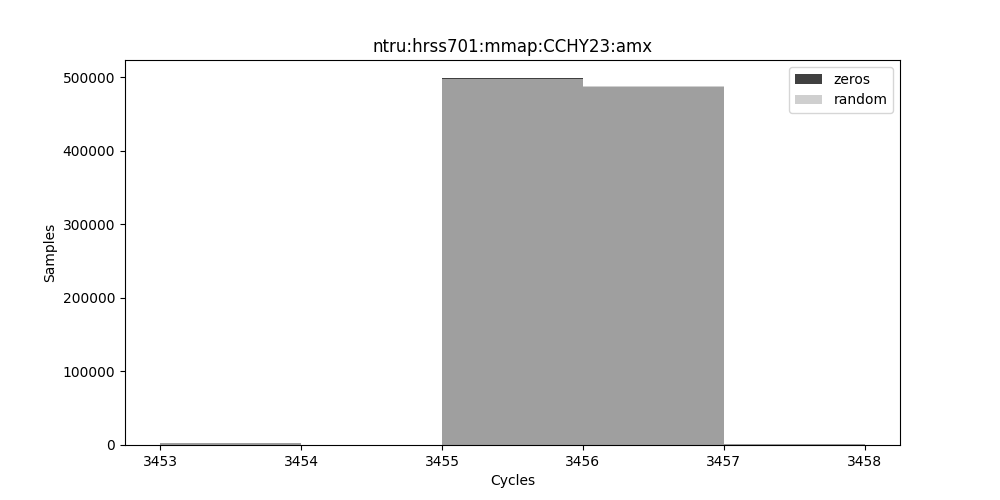 ntru:hrss701:mmap:CCHY23:amx
zeros
random
500000
400000
300000
200000
100000
0
Samples
3453 3454 3455 3456 3457 3458
Cycles